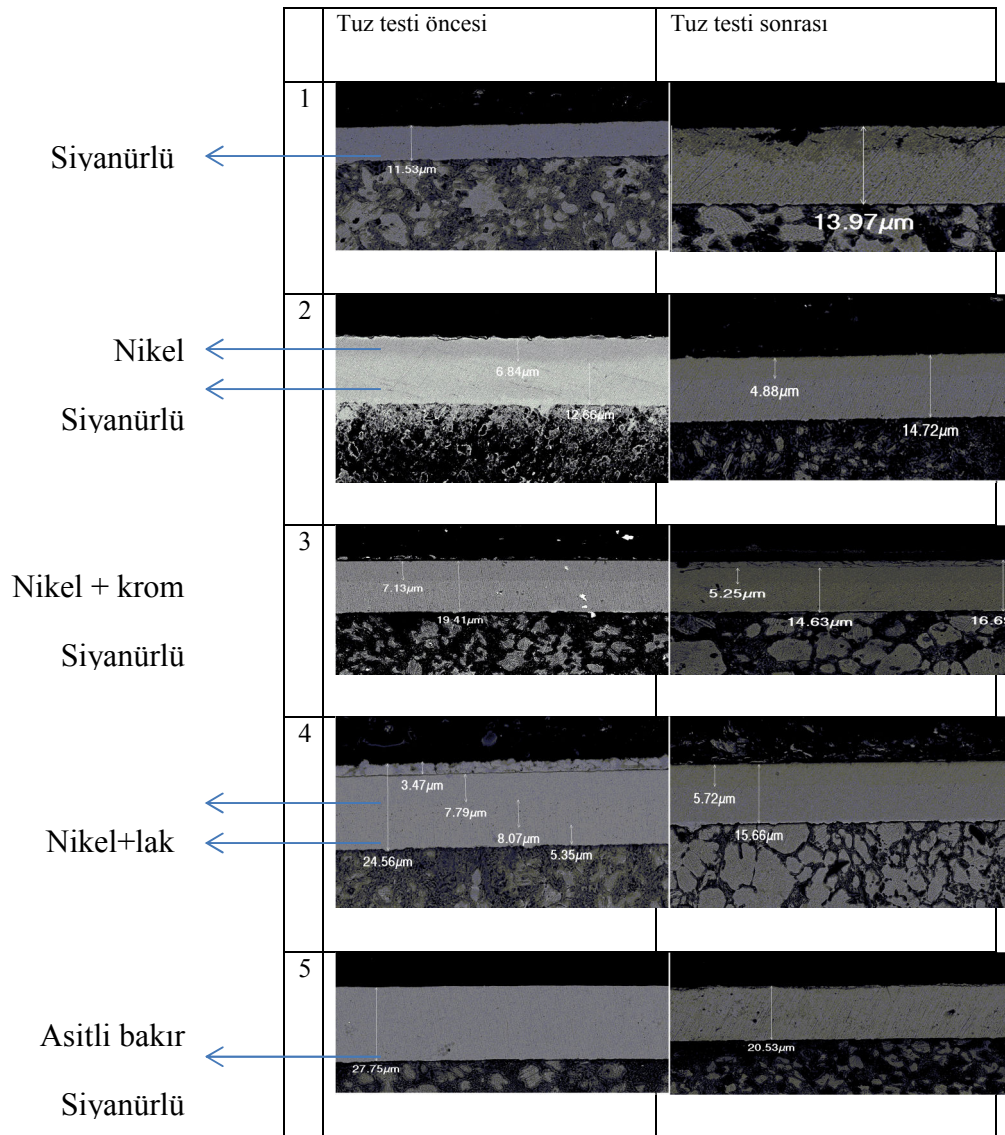 Tuz testi öncesi
Tuz testi sonrası
1
Siyanürlü
11.53µm
13.97µm
2
Nikel
Siyanürlü
6.84µm
12.66µm
4.88µm
14.72µm
3
Nikel + krom
Siyanürlü
7.13µm
19.41µm
5.25µm
14.63µm
16.69
4
Nikel+lak
3.47µm
7.79µm
8.07µm
5.35µm
24.56µm
5.72µm
15.66µm
5
Asitli bakır
Siyanürlü
27.75µm
20.53µm